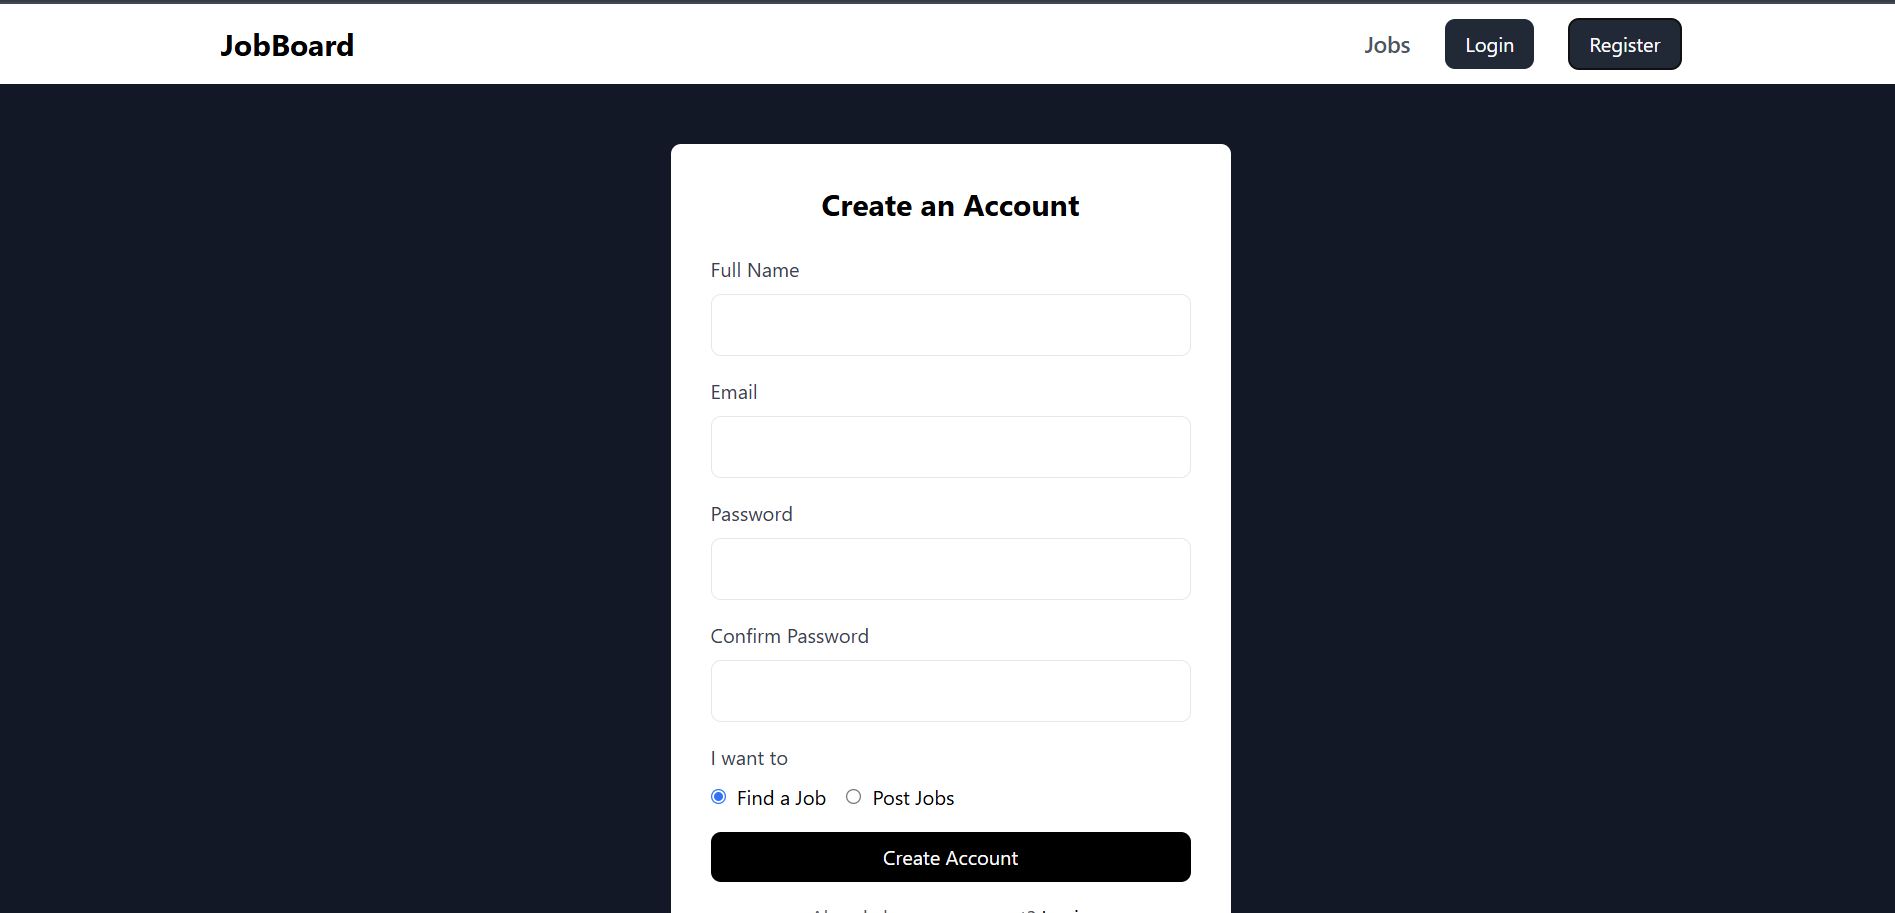 JobBoard
Jobs Login Register
Create an Account
Full Name
Email
Password
Confirm Password
I want to
Find a Job Post Jobs
Create Account